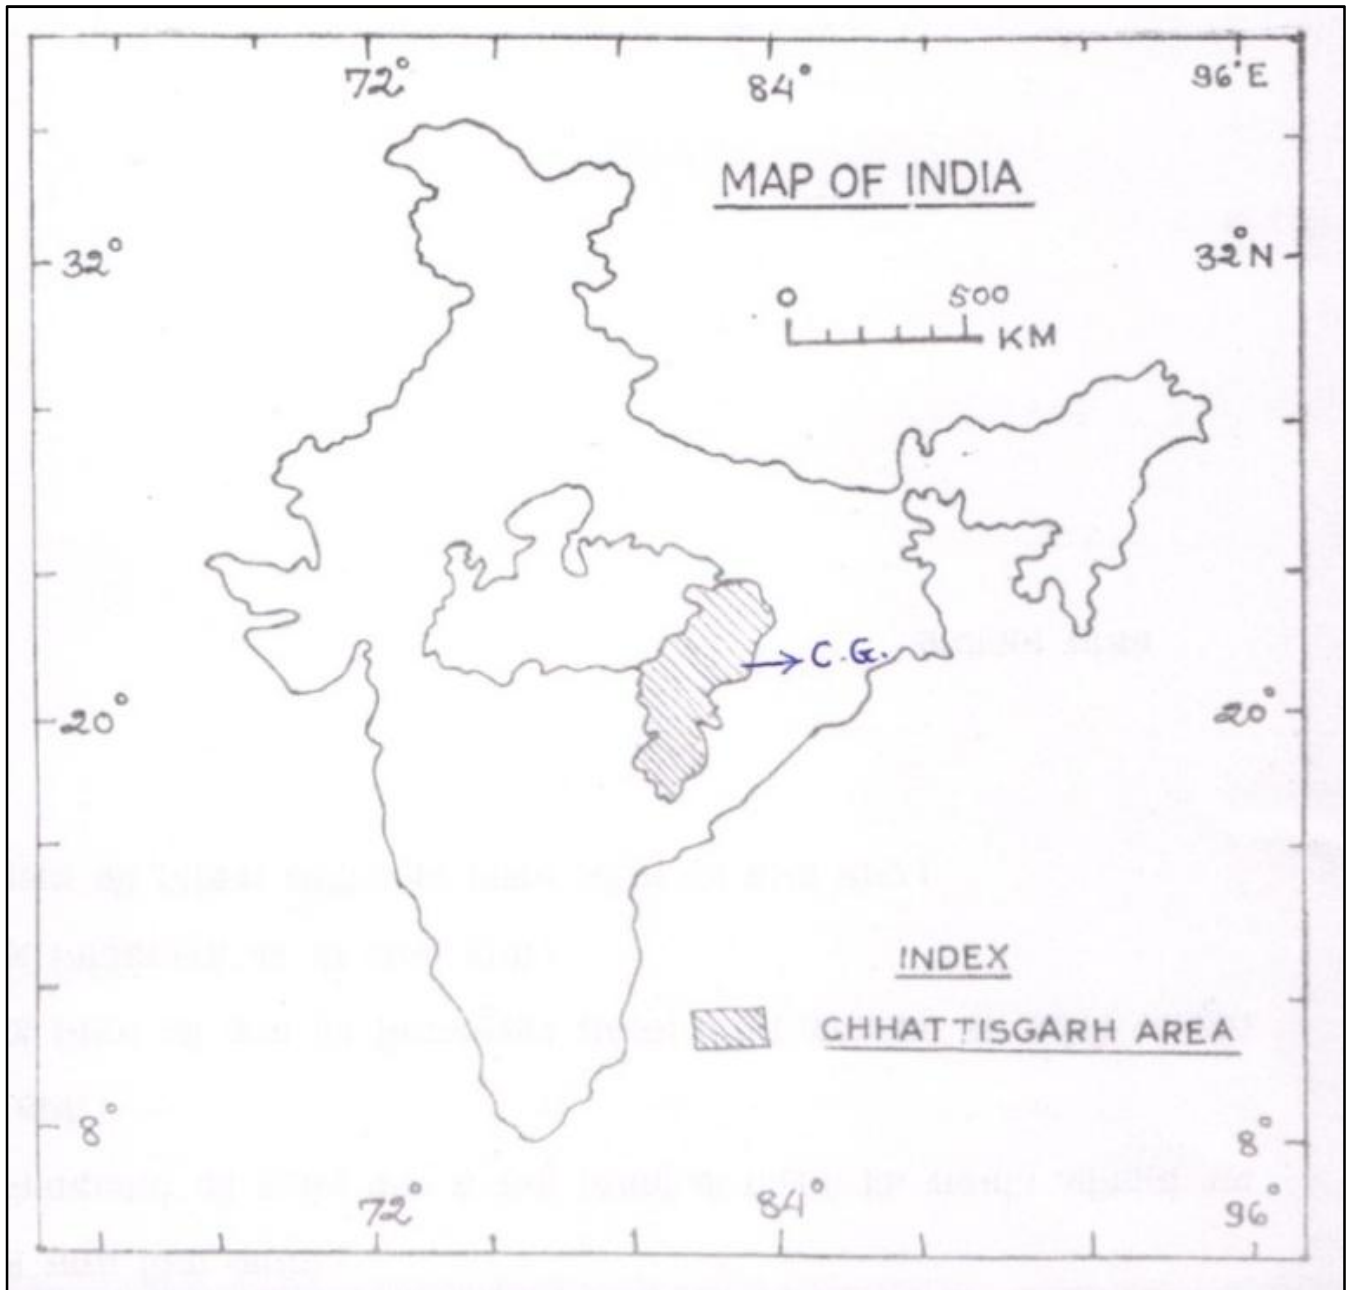 72° 84° 96°E
MAP OF INDIA
32° 32°N
0 500
KM
C.G.
20° 20°
INDEX
CHHATTISGARH AREA
8° 8°
72° 84° 96°